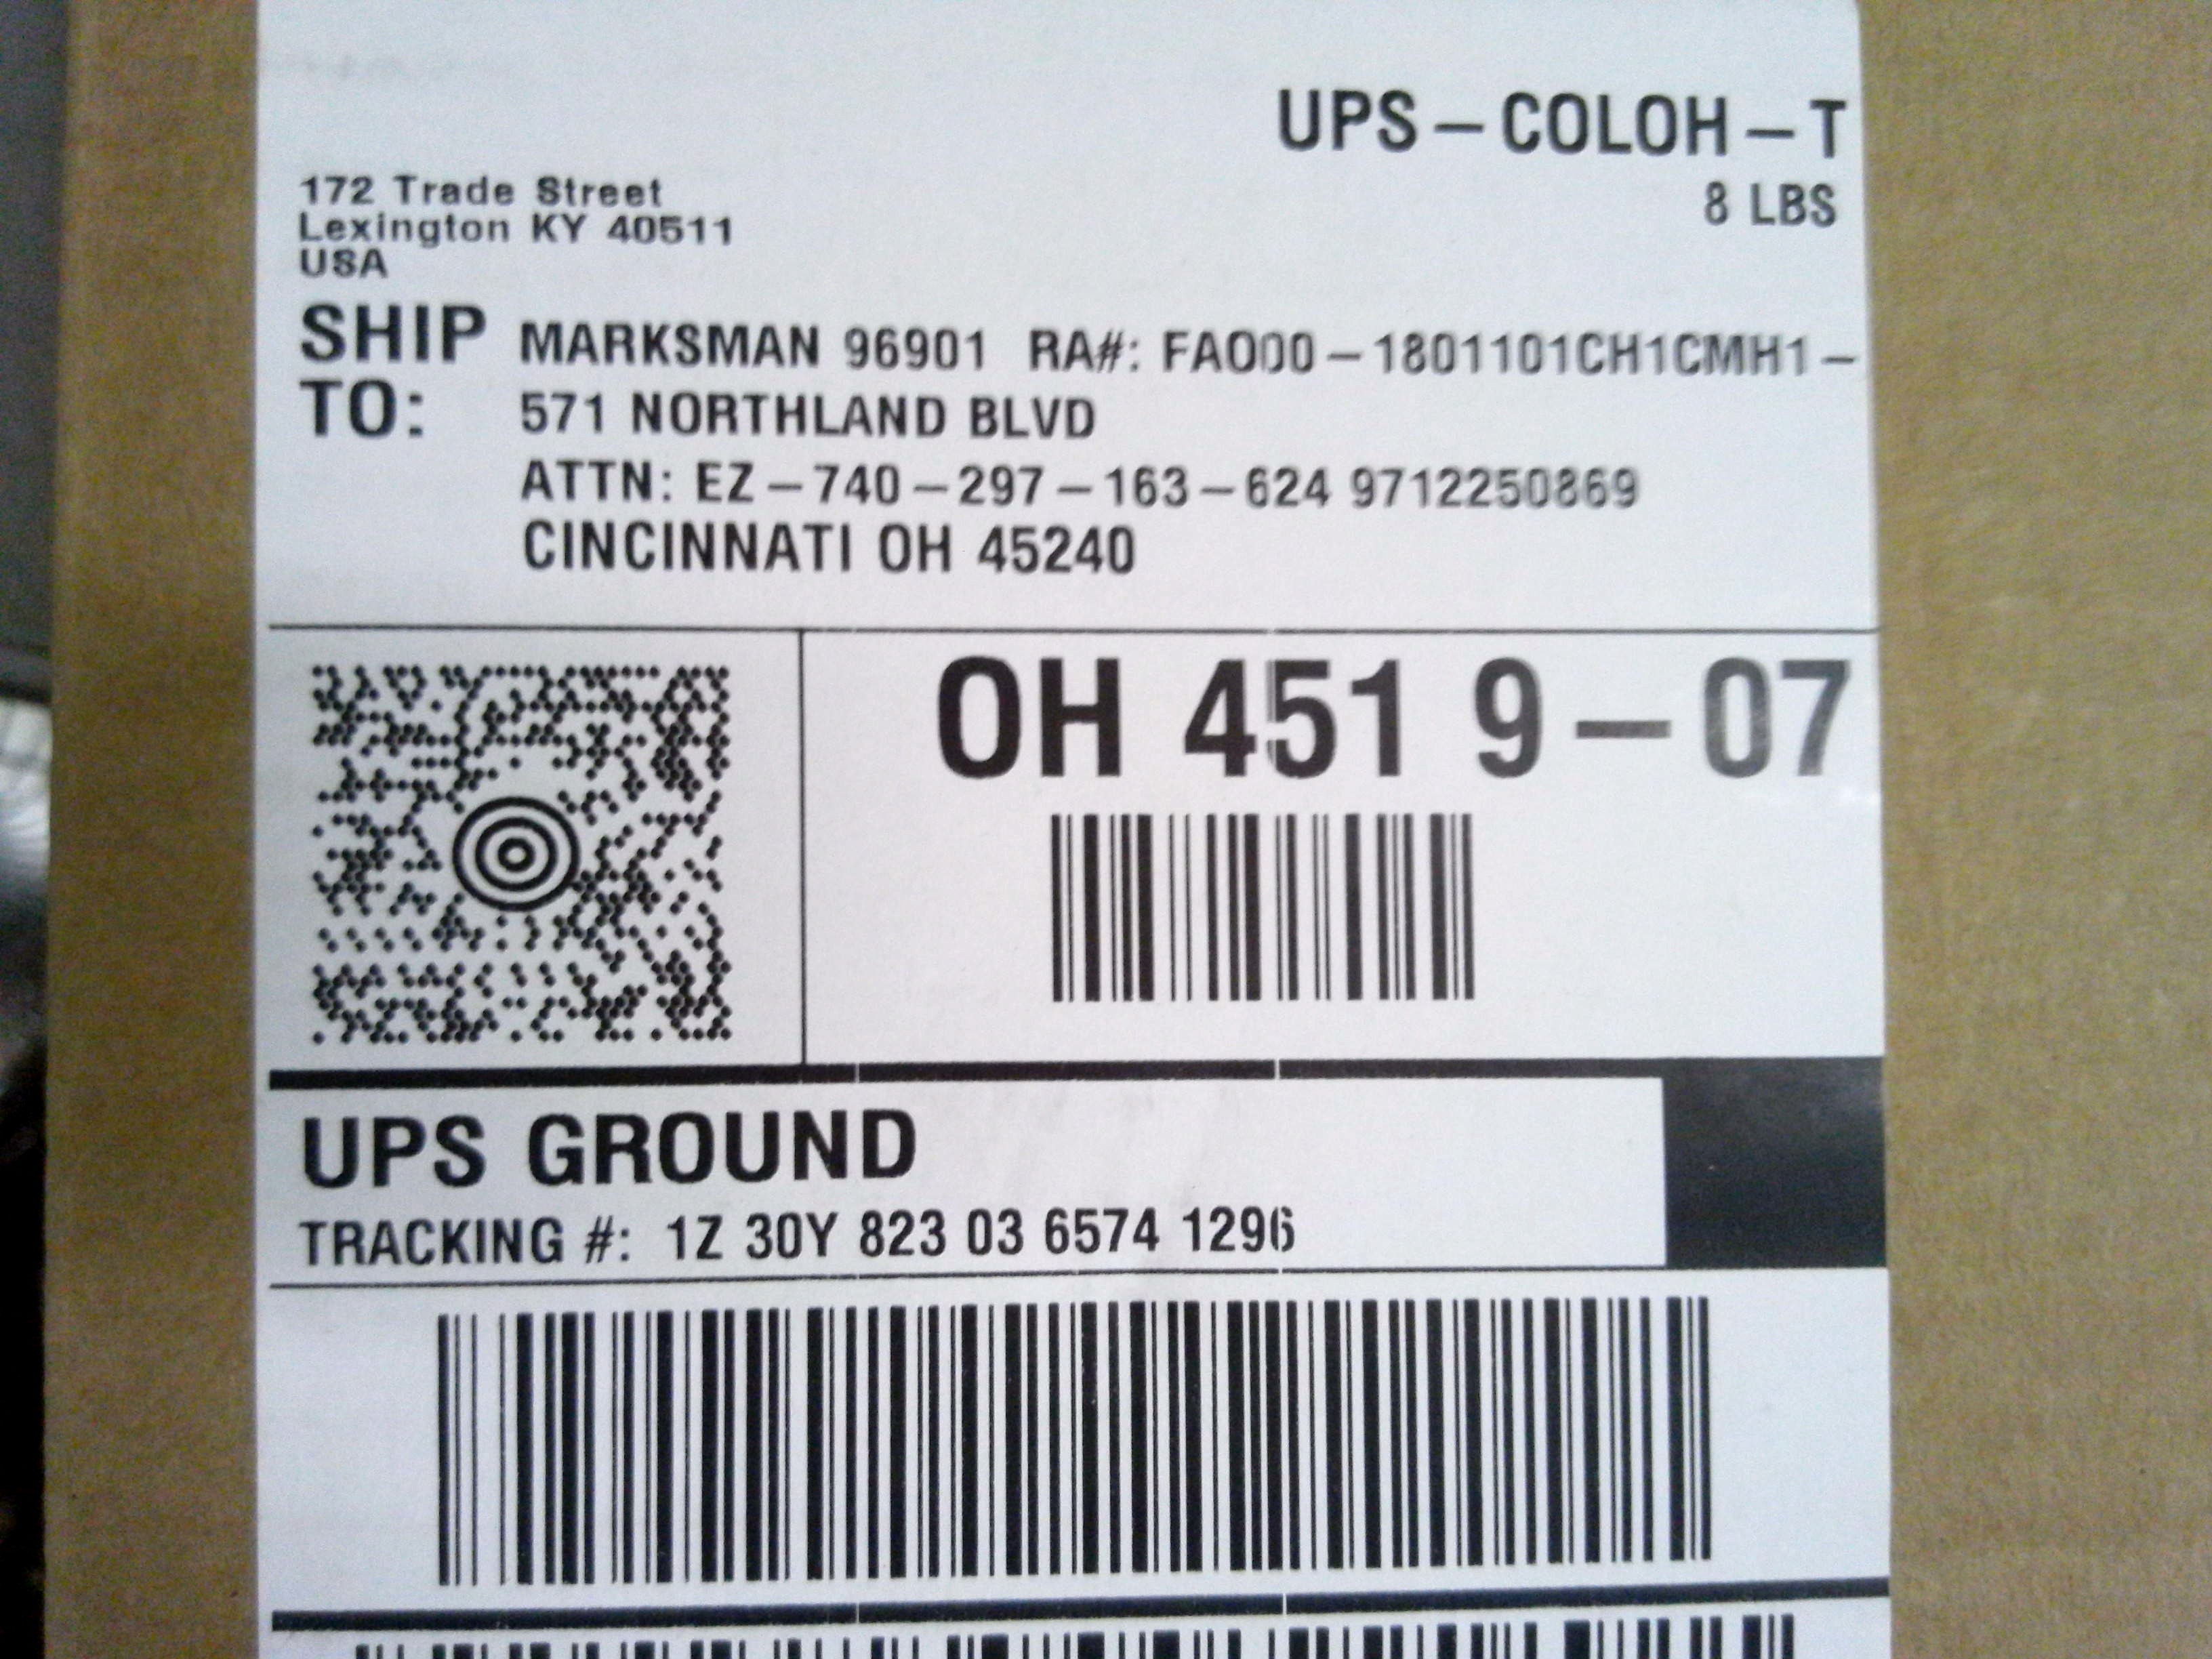 UPS – COLOH – T
8 LBS
172 Trade Street
Lexington KY 40511
USA
SHIP TO:
MARKSMAN 96901 RA#: FAO00 – 1801101CH1CMH1 –
571 NORTHLAND BLVD
ATTN: EZ – 740 – 297 – 163 – 624 9712250869
CINCINNATI OH 45240
OH 451 9 – 07
UPS GROUND
TRACKING #: 1Z 30Y 823 03 6574 1296